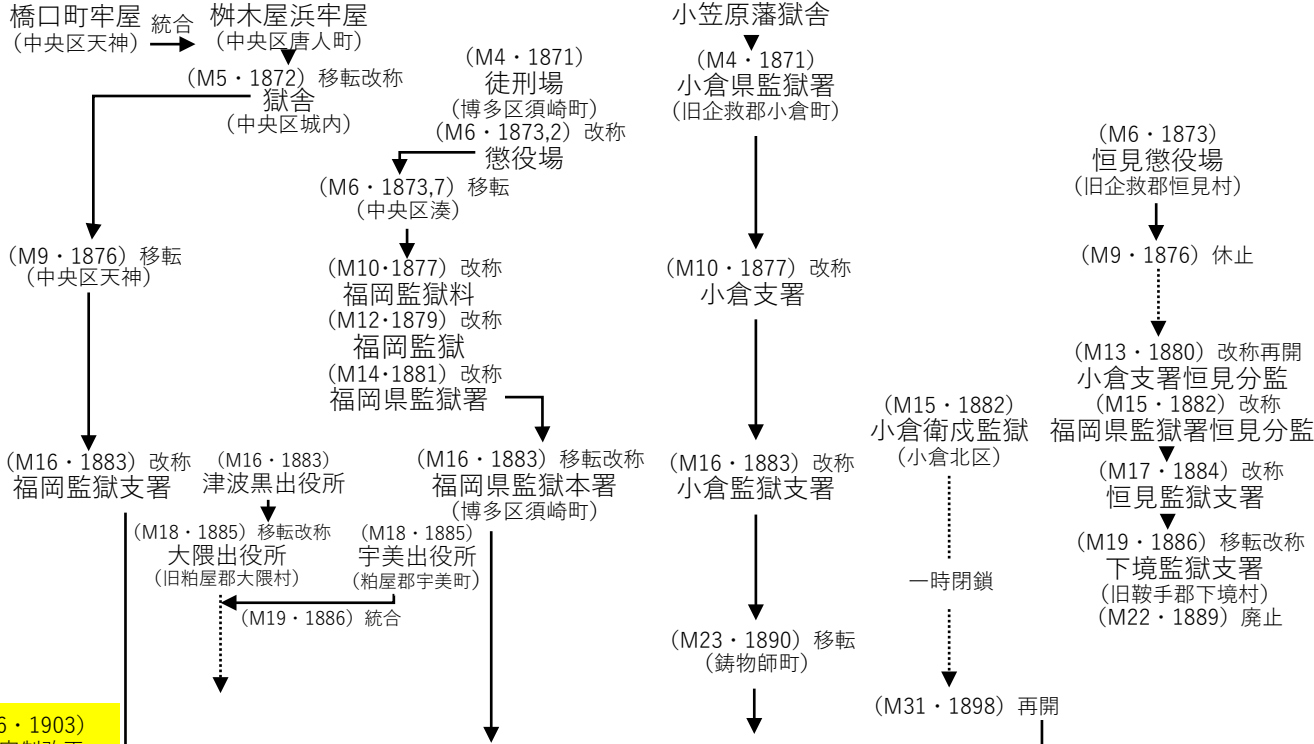 橋口町牢屋
(中央区天神)
統合
桝木屋浜牢屋
(中央区唐人町)
(M5・1872) 移転改称
獄舎
(中央区城内)
(M9・1876) 移転
(中央区天神)
(M16・1883) 改称
福岡監獄支署
(M4・1871)
徒刑場
(博多区須崎町)
(M6・1873,2) 改称
懲役場
(M6・1873,7) 移転
(中央区湊)
(M10・1877) 改称
福岡監獄料
(M12・1879) 改称
福岡監獄
(M14・1881) 改称
福岡県監獄署
(M16・1883) 移転改称
福岡県監獄本署
(博多区須崎町)
(M16・1883)
津波黒出役所
(M18・1885) 移転改称
大隈出役所
(旧粕屋郡大隈村)
(M18・1885)
宇美出役所
(粕屋郡宇美町)
(M19・1886) 統合
小笠原藩獄舎
(M4・1871)
小倉県監獄署
(旧企救郡小倉町)
(M10・1877) 改称
小倉支署
(M16・1883) 改称
小倉監獄支署
(M23・1890) 移転
(鋳物師町)
(M15・1882)
小倉衛戍監獄
(小倉北区)
一時閉鎖
(M31・1898) 再開
(M6・1873)
恒見懲役場
(旧企救郡恒見村)
(M9・1876) 休止
(M13・1880) 改称再開
小倉支署恒見分監
(M15・1882) 改称
福岡県監獄署恒見分監
(M17・1884) 改称
恒見監獄支署
(M19・1886) 移転改称
下境監獄支署
(旧鞍手郡下境村)
(M22・1889) 廃止
6・1903)